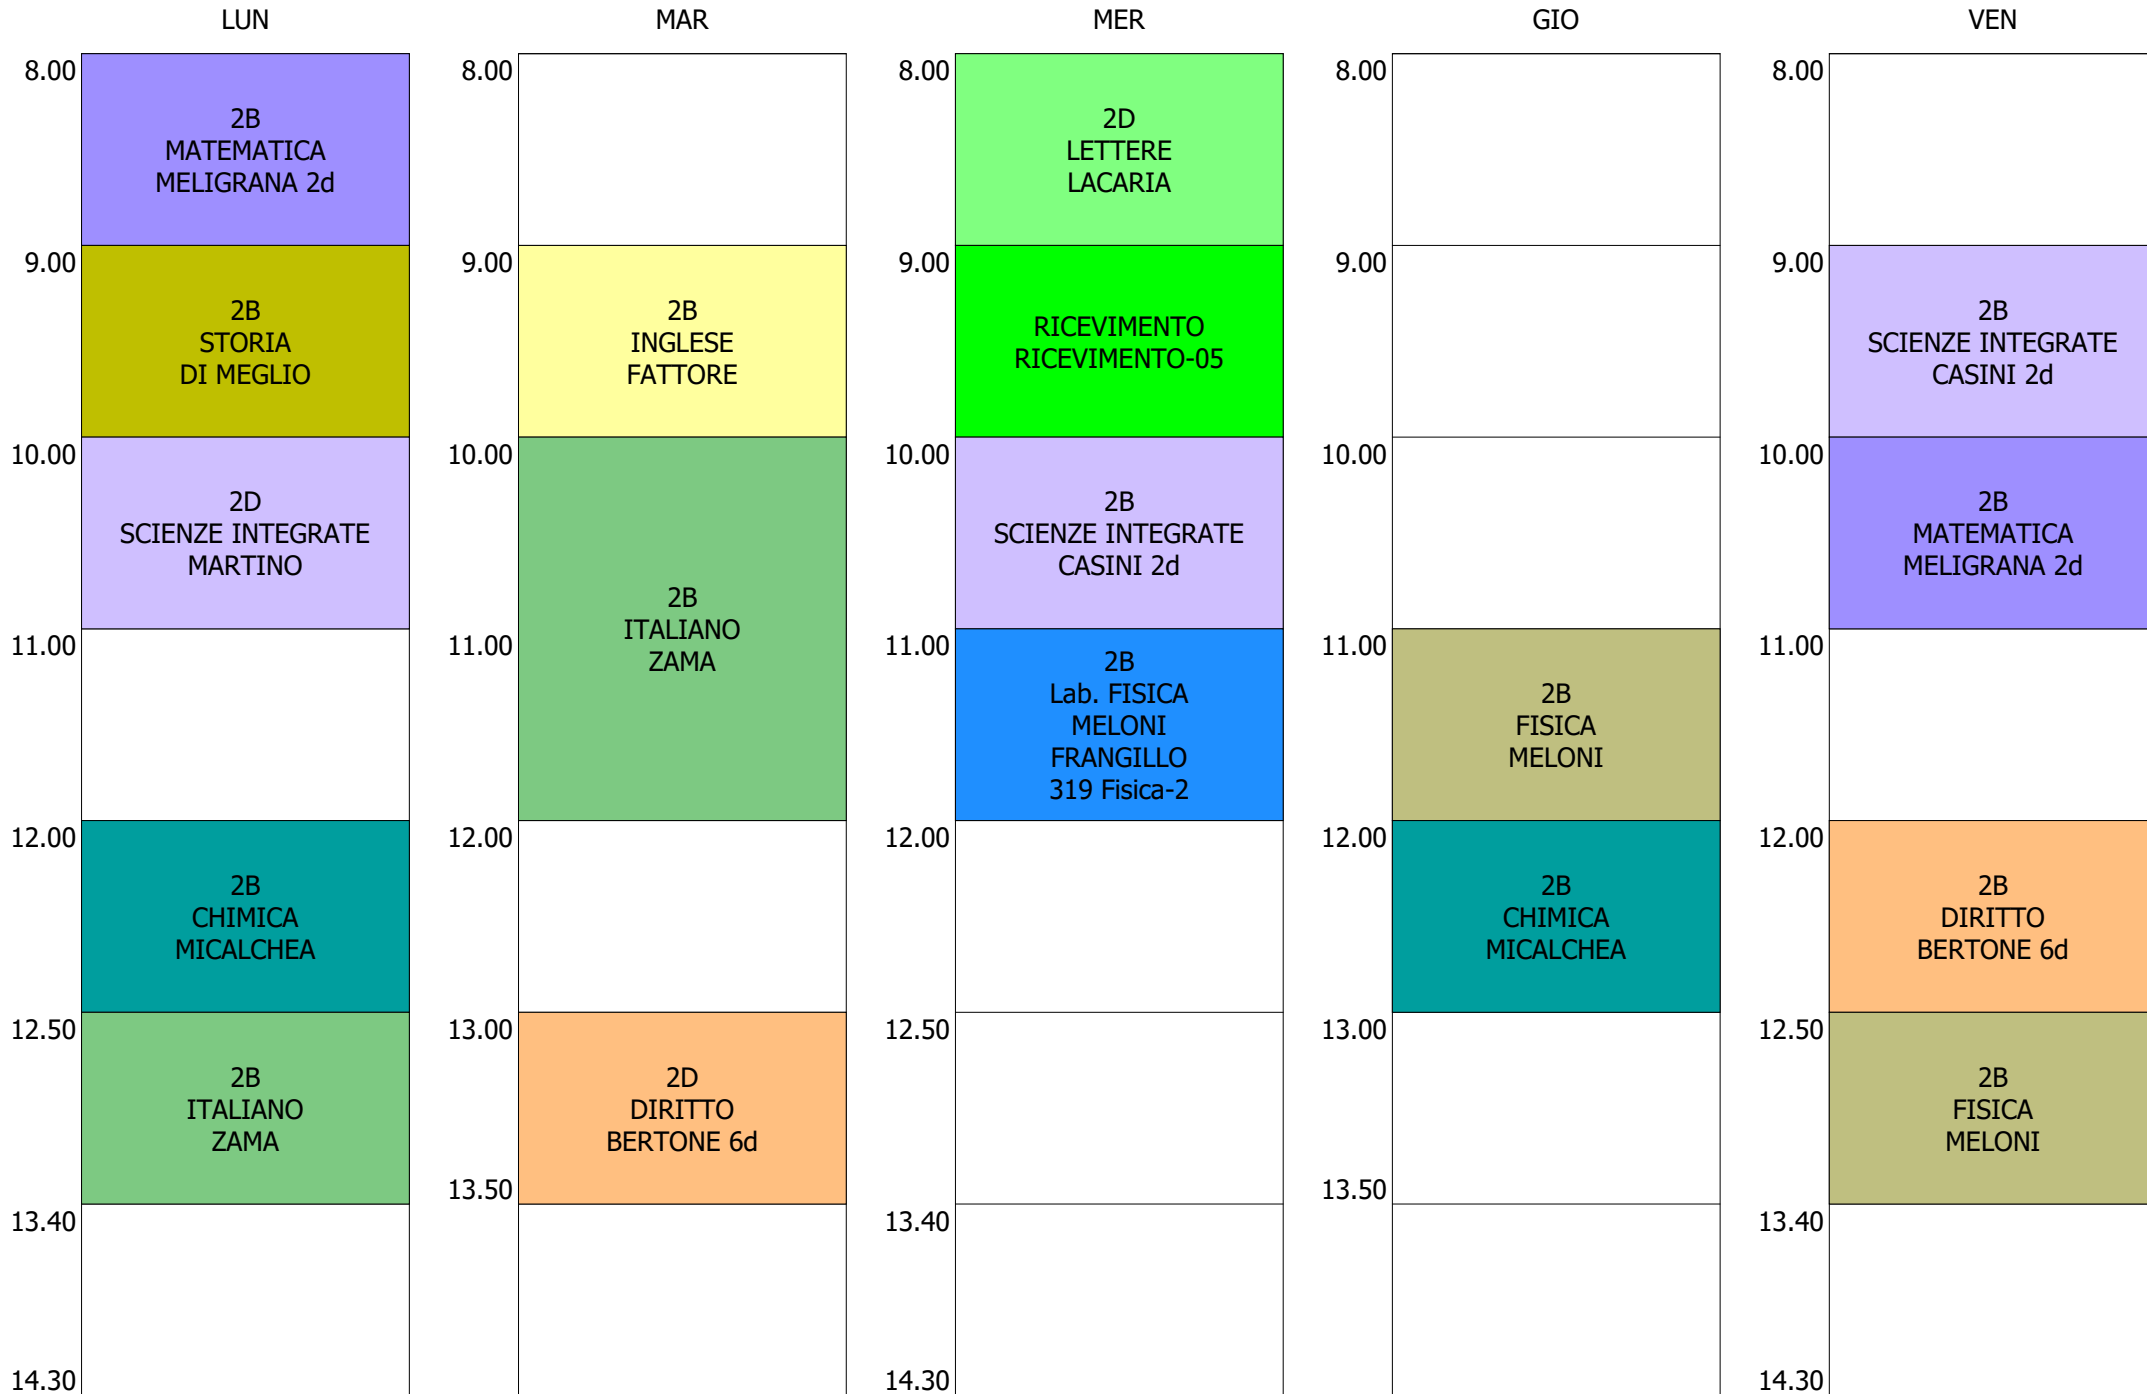 LUN
MAR
MER
GIO
VEN
8.00
2B
MATEMATICA
MELIGRANA 2d
9.00
2B
STORIA
DI MEGLIO
10.00
2D
SCIENZE INTEGRATE
MARTINO
11.00
12.00
2B
CHIMICA
MICALCHEA
12.50
2B
ITALIANO
ZAMA
13.40
14.30
8.00
9.00
2B
INGLESE
FATTORE
10.00
2B
ITALIANO
ZAMA
11.00
12.00
13.00
2D
DIRITTO
BERTONE 6d
13.50
8.00
2D
LETTERE
LACARIA
9.00
RICEVIMENTO
RICEVIMENTO-05
10.00
2B
SCIENZE INTEGRATE
CASINI 2d
11.00
2B
Lab. FISICA
MELONI
FRANGILLO
319 Fisica-2
12.00
12.50
13.40
14.30
8.00
9.00
10.00
11.00
2B
FISICA
MELONI
12.00
2B
CHIMICA
MICALCHEA
13.00
13.50
8.00
9.00
2B
SCIENZE INTEGRATE
CASINI 2d
10.00
2B
MATEMATICA
MELIGRANA 2d
11.00
12.00
2B
DIRITTO
BERTONE 6d
12.50
2B
FISICA
MELONI
13.40
14.30